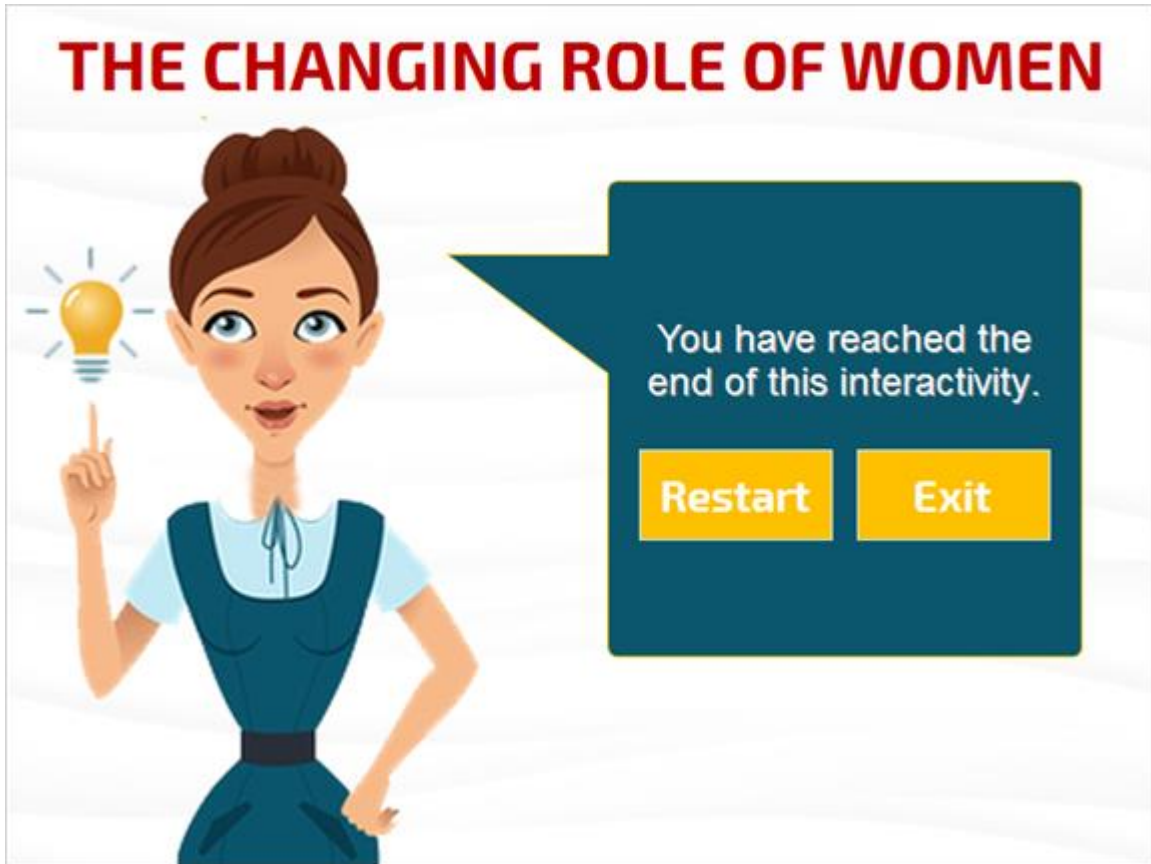 THE CHANGING ROLE OF WOMEN
You have reached the
end of this interactivity.
Restart
Exit